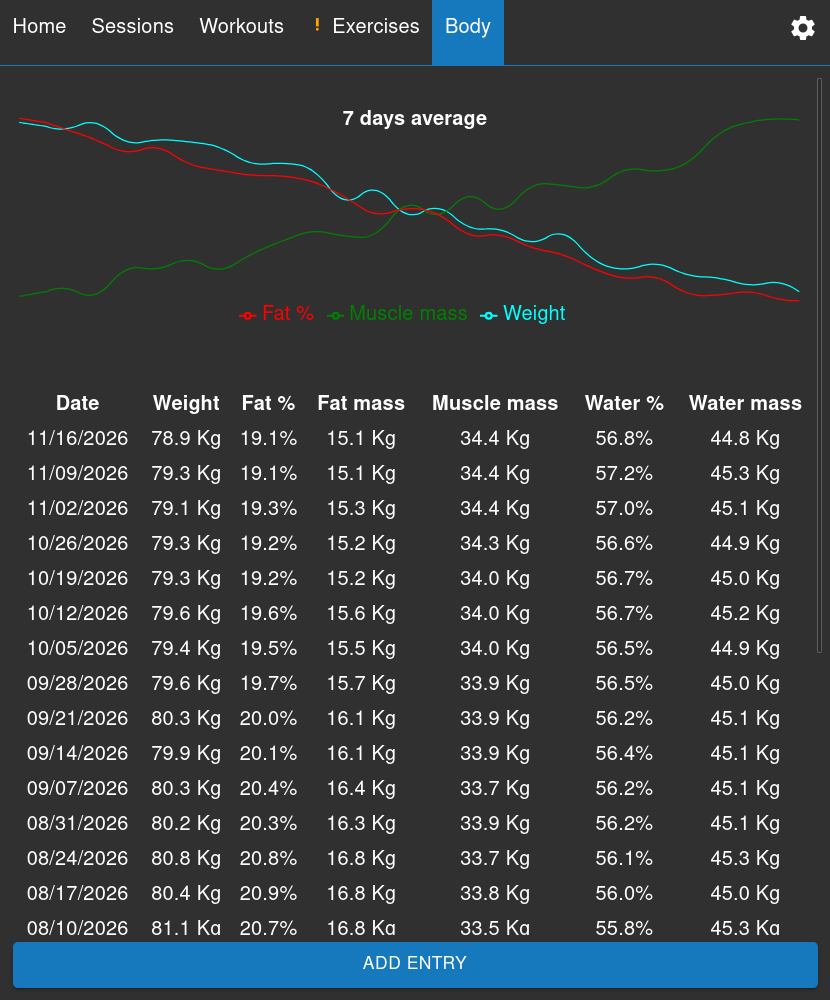 Home Sessions Workouts ! Exercises Body
7 days average
Fat % Muscle mass Weight
Date Weight Fat % Fat mass Muscle mass Water % Water mass
11/16/2026 78.9 Kg 19.1% 15.1 Kg 34.4 Kg 56.8% 44.8 Kg
11/09/2026 79.3 Kg 19.1% 15.1 Kg 34.4 Kg 57.2% 45.3 Kg
11/02/2026 79.1 Kg 19.3% 15.3 Kg 34.4 Kg 57.0% 45.1 Kg
10/26/2026 79.3 Kg 19.2% 15.2 Kg 34.3 Kg 56.6% 44.9 Kg
10/19/2026 79.3 Kg 19.2% 15.2 Kg 34.0 Kg 56.7% 45.0 Kg
10/12/2026 79.6 Kg 19.6% 15.6 Kg 34.0 Kg 56.7% 45.2 Kg
10/05/2026 79.4 Kg 19.5% 15.5 Kg 34.0 Kg 56.5% 44.9 Kg
09/28/2026 79.6 Kg 19.7% 15.7 Kg 33.9 Kg 56.5% 45.0 Kg
09/21/2026 80.3 Kg 20.0% 16.1 Kg 33.9 Kg 56.2% 45.1 Kg
09/14/2026 79.9 Kg 20.1% 16.1 Kg 33.9 Kg 56.4% 45.1 Kg
09/07/2026 80.3 Kg 20.4% 16.4 Kg 33.7 Kg 56.2% 45.1 Kg
08/31/2026 80.2 Kg 20.3% 16.3 Kg 33.9 Kg 56.2% 45.1 Kg
08/24/2026 80.8 Kg 20.8% 16.8 Kg 33.7 Kg 56.1% 45.3 Kg
08/17/2026 80.4 Kg 20.9% 16.8 Kg 33.8 Kg 56.0% 45.0 Kg
08/10/2026 81.1 Kg 20.7% 16.8 Kg 33.5 Kg 55.8% 45.3 Kg
ADD ENTRY